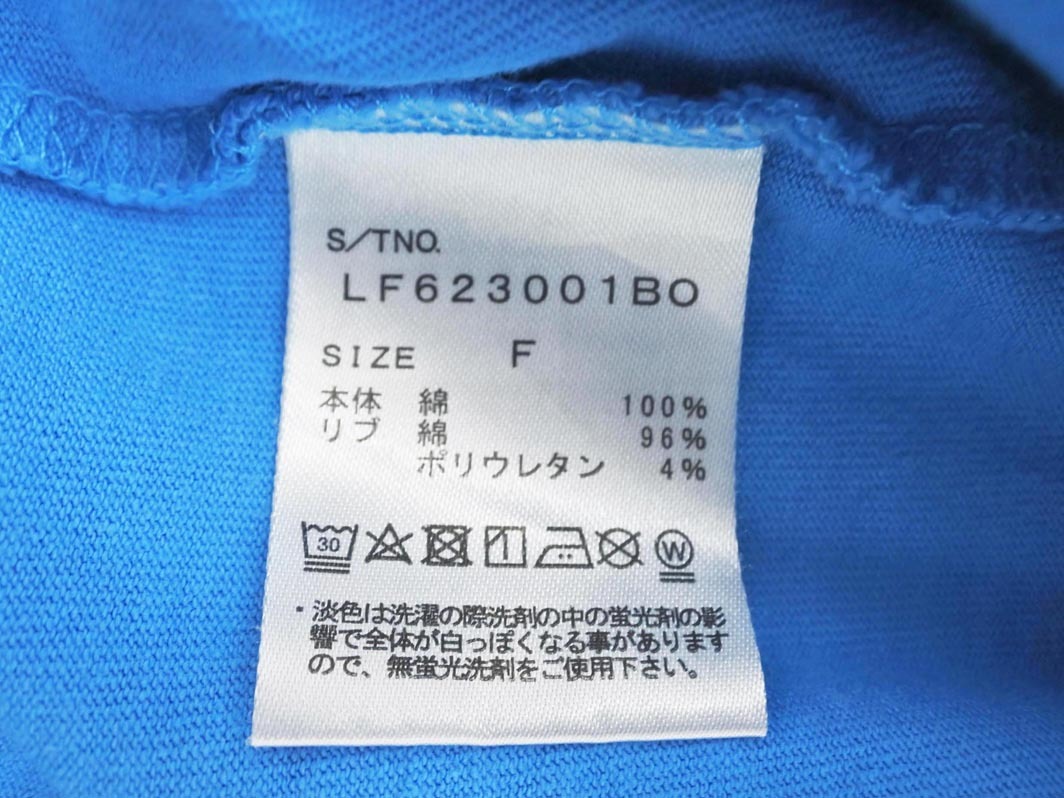 S/TNO.
LF623001BO
SIZE F
本体 綿 100%
リブ 綿 96%
ポリウレタン 4%
30 W
・淡色は洗濯の際洗剤の中の蛍光剤の影
響で全体が白っぽくなる事があります
ので、無蛍光洗剤をご使用下さい。